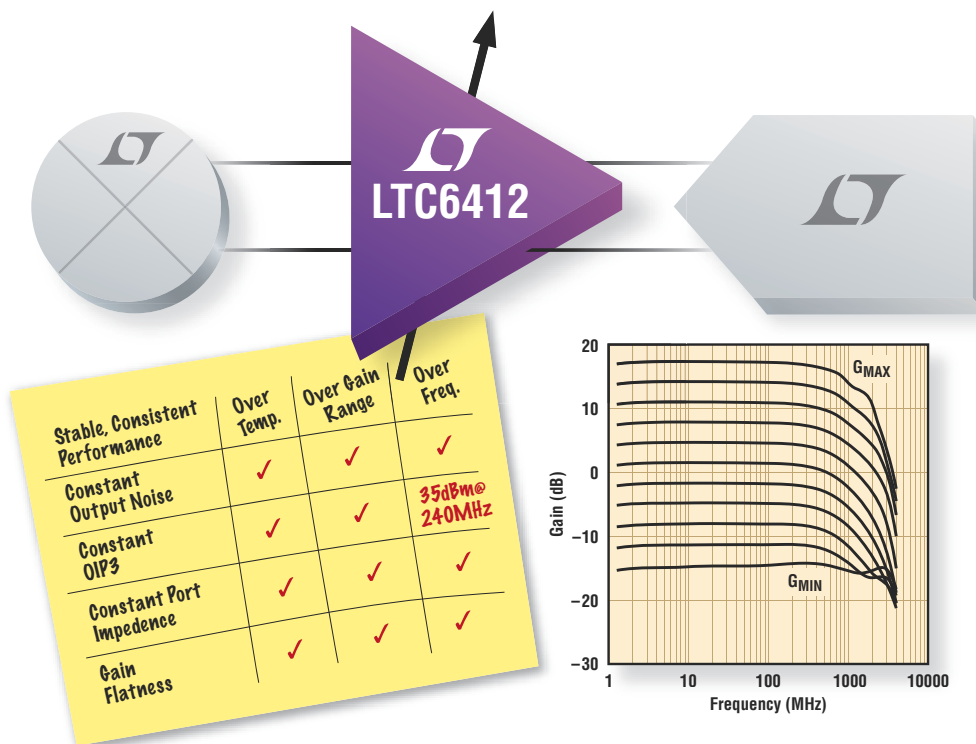 LTC6412
Stable, Consistent
Performance
Over
Temp.
Over Gain
Range
Over
Freq.
Constant
Output Noise
✓
✓
✓
Constant
OIP3
✓
✓
35dBm@
240MHz
Constant Port
Impedence
✓
✓
✓
Gain
Flatness
✓
✓
✓
20
10
0
−10
−20
−30
Gain (dB)
GMAX
GMIN
1
10
100
1000
10000
Frequency (MHz)